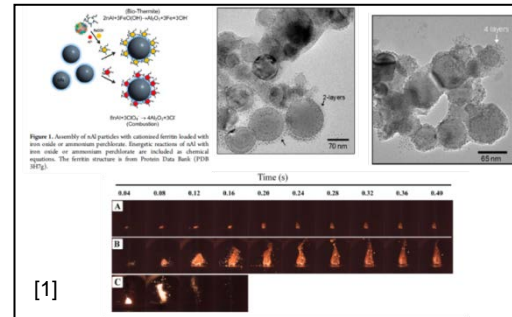 (Bio-Thermite)
2nAl+3FeO(OH)→Al₂O₃+Fe+3OH⁻
8nAl+3ClO₄⁻ → 4Al₂O₃+3Cl⁻
(Combustion)
Figure 1. Assembly of nAl particles with cationized ferritin loaded with
iron oxide or ammonium perchlorate. Energetic reactions of nAl with
iron oxide or ammonium perchlorate are included as chemical
equations. The ferritin structure is from Protein Data Bank (PDB
2-layers
70 nm
4 layers
65 nm
Time (s)
0.04 0.08 0.12 0.16 0.20 0.24 0.28 0.32 0.36 0.40
A
B
C
[1]